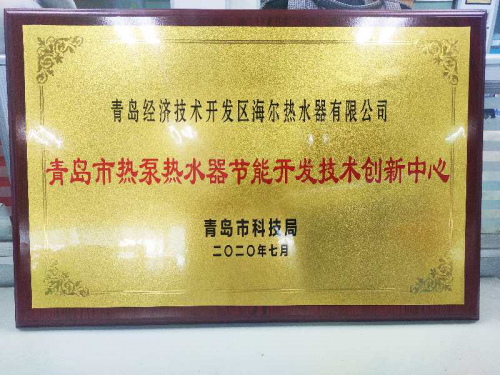 青岛经济技术开发区海尔热水器有限公司
青岛市热泵热水器节能开发技术创新中心
青岛市科技局
二〇二〇年七月